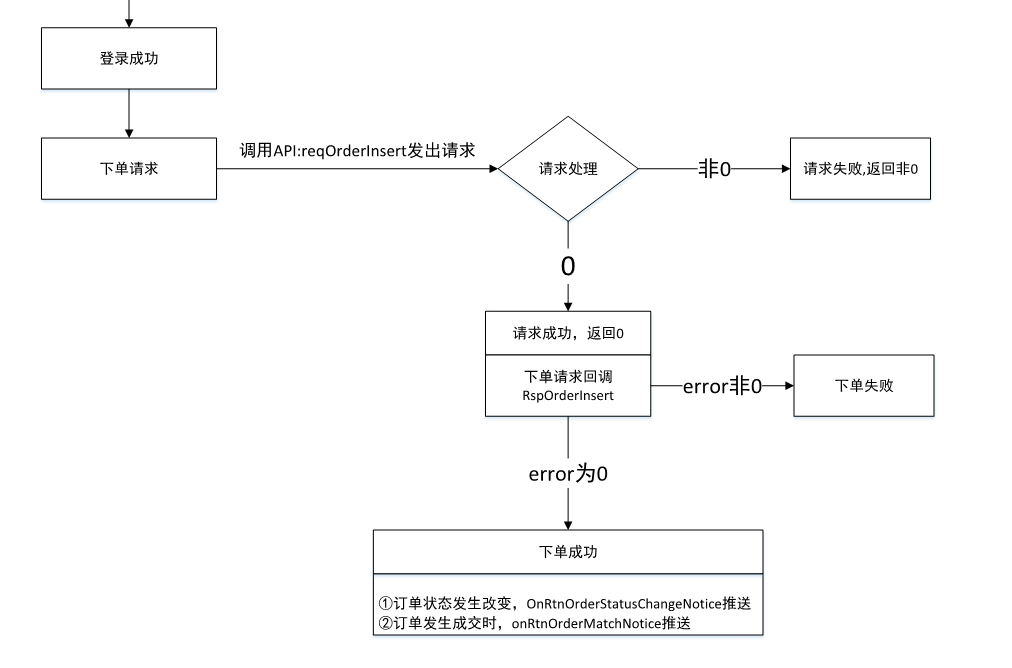 登录成功
下单请求
调用API:reqOrderInsert发出请求
请求处理
非0
请求失败,返回非0
0
请求成功，返回0
下单请求回调
RspOrderInsert
error非0
下单失败
error为0
下单成功
①订单状态发生改变，OnRtnOrderStatusChangeNotice推送
②订单发生成交时，onRtnOrderMatchNotice推送